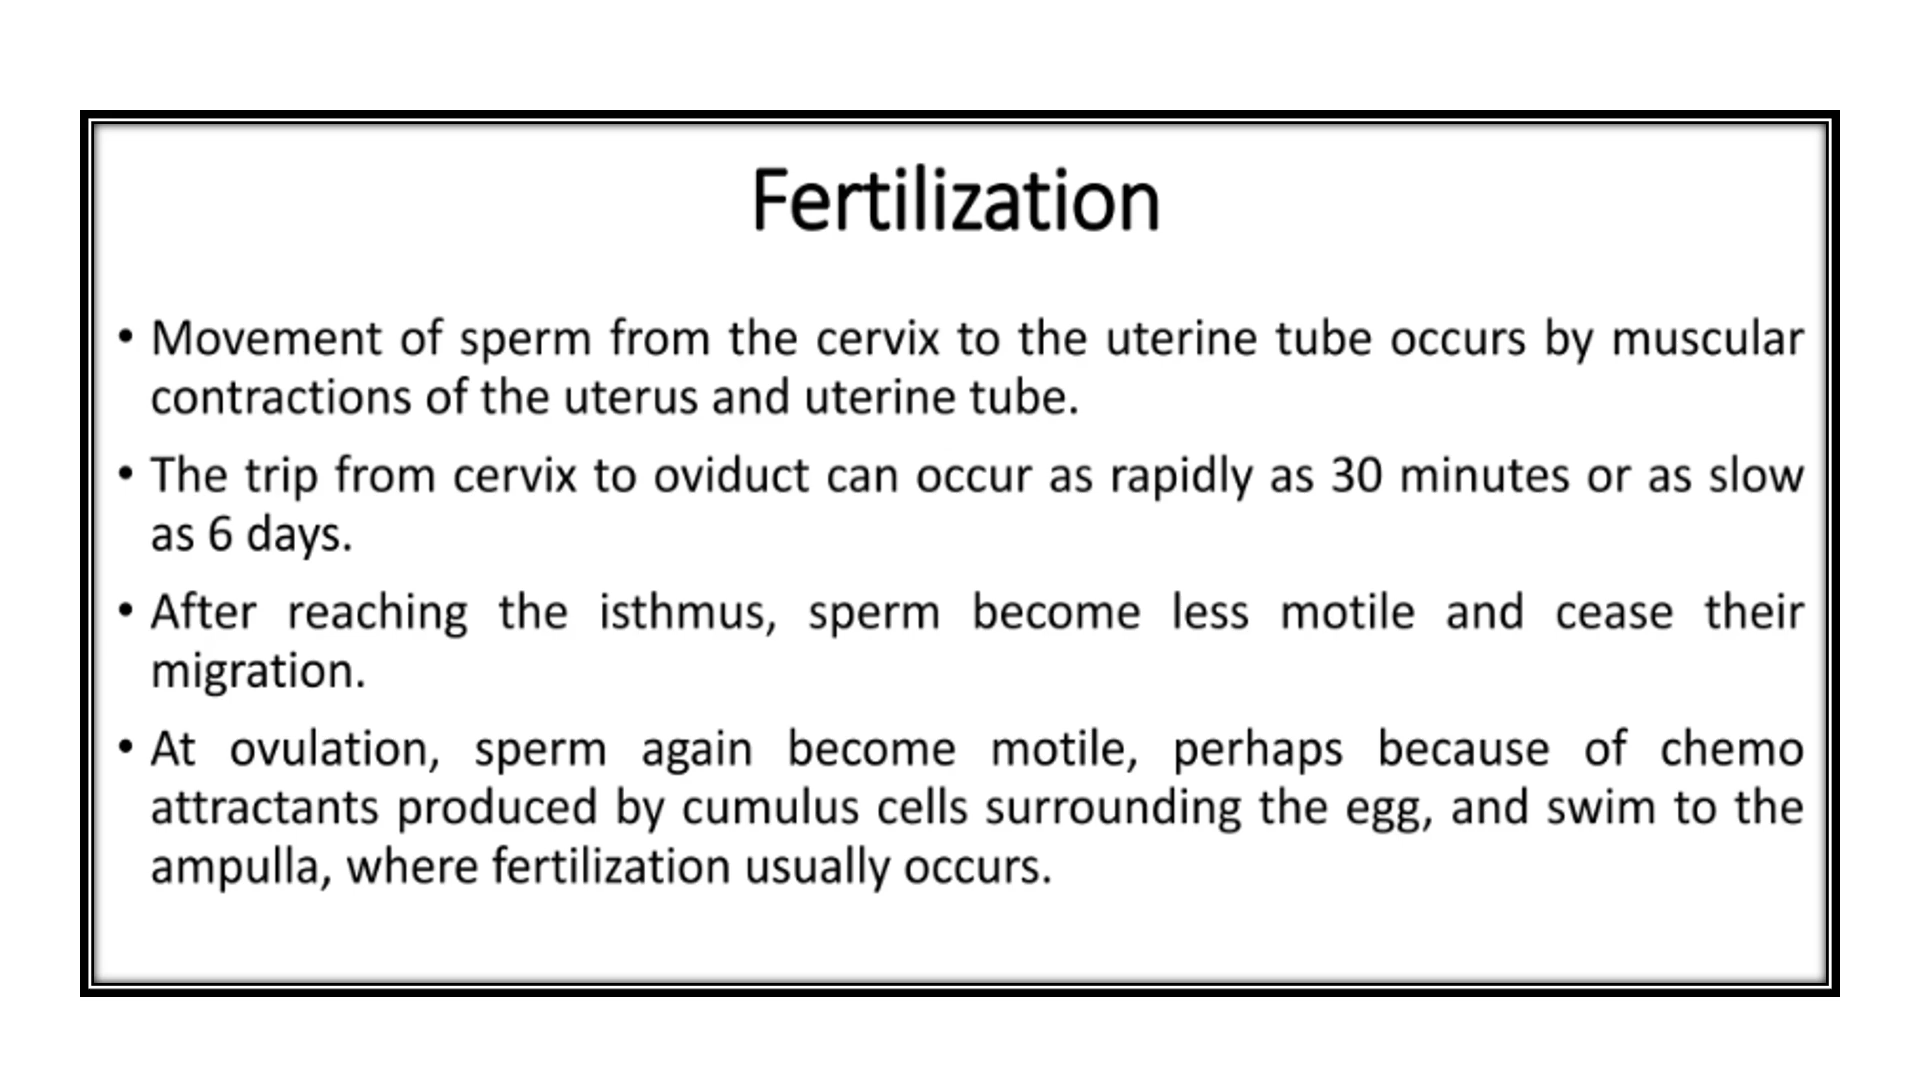 Fertilization
• Movement of sperm from the cervix to the uterine tube occurs by muscular
contractions of the uterus and uterine tube.
• The trip from cervix to oviduct can occur as rapidly as 30 minutes or as slow
as 6 days.
• After reaching the isthmus, sperm become less motile and cease their
migration.
• At ovulation, sperm again become motile, perhaps because of chemo
attractants produced by cumulus cells surrounding the egg, and swim to the
ampulla, where fertilization usually occurs.